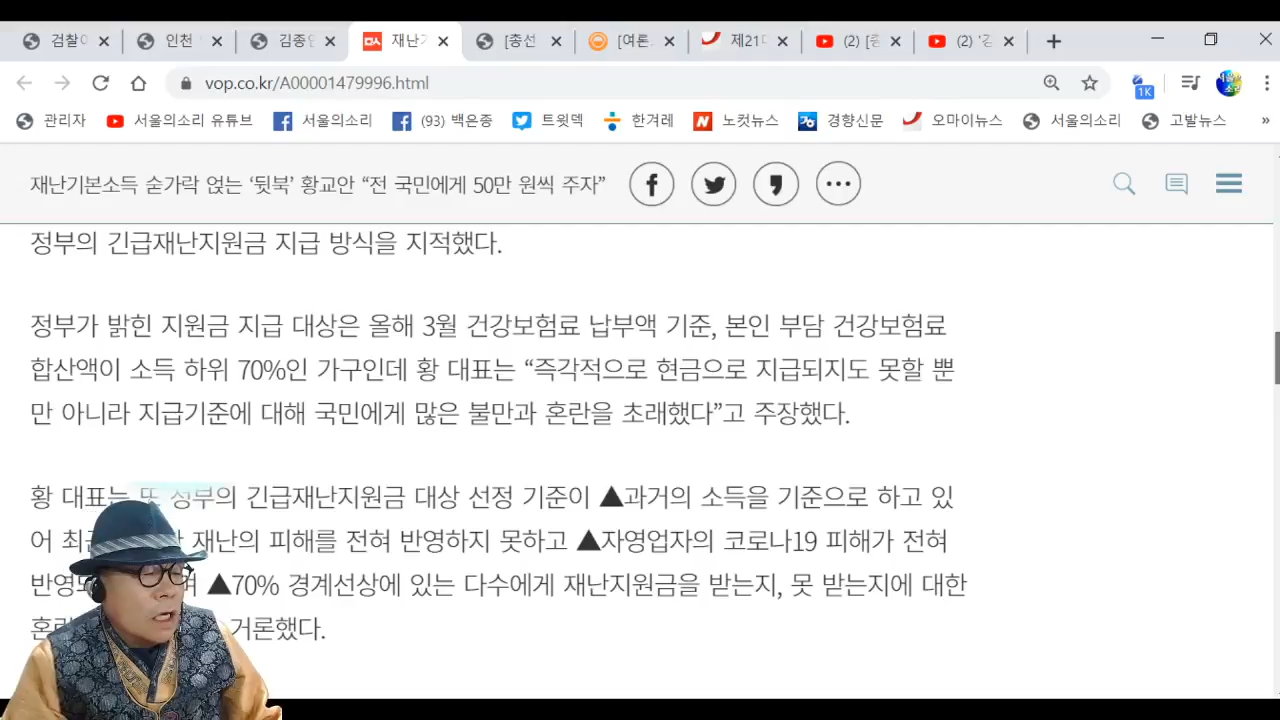 검찰이
인천
김종인
재난기
[총선
[여론
제21대
(2) [총
(2) '김
vop.co.kr/A00001479996.html
1K
관리자
서울의소리 유튜브
서울의소리
(93) 백은종
트윗덱
한겨레
노컷뉴스
경향신문
오마이뉴스
서울의소리
고발뉴스
»
재난기본소득 숟가락 얹는 ‘뒷북’ 황교안 “전 국민에게 50만 원씩 주자”
정부의 긴급재난지원금 지급 방식을 지적했다.
정부가 밝힌 지원금 지급 대상은 올해 3월 건강보험료 납부액 기준, 본인 부담 건강보험료
합산액이 소득 하위 70%인 가구인데 황 대표는 “즉각적으로 현금으로 지급되지도 못할 뿐
만 아니라 지급기준에 대해 국민에게 많은 불만과 혼란을 초래했다”고 주장했다.
황 대표는 또 정부의 긴급재난지원금 대상 선정 기준이 ▲과거의 소득을 기준으로 하고 있
어 재난의 피해를 전혀 반영하지 못하고 ▲자영업자의 코로나19 피해가 전혀
▲70% 경계선상에 있는 다수에게 재난지원금을 받는지, 못 받는지에 대한
거론했다.